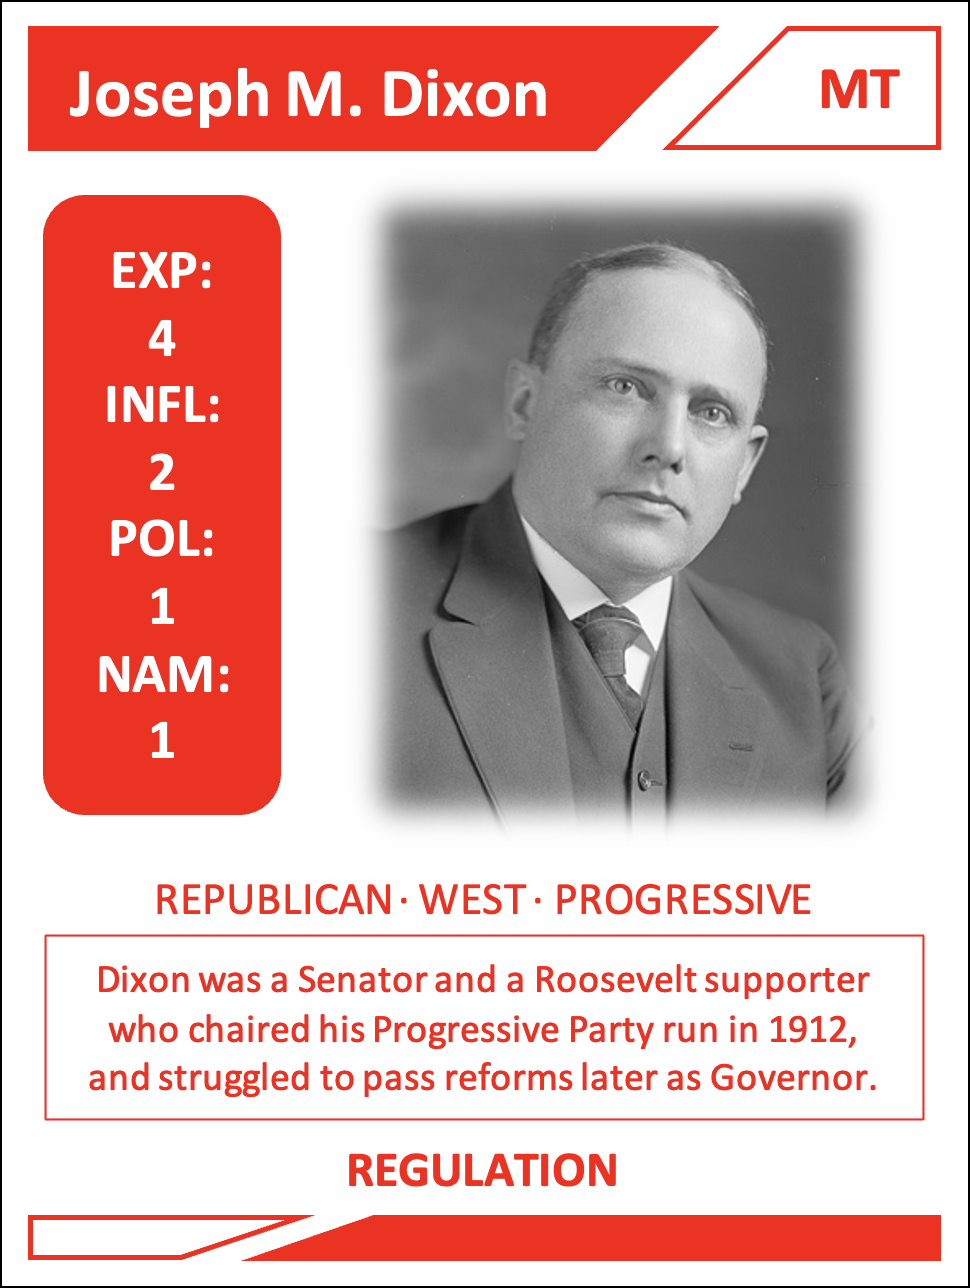 Joseph M. Dixon
MT
EXP:
4
INFL:
2
POL:
1
NAM:
1
REPUBLICAN · WEST · PROGRESSIVE
Dixon was a Senator and a Roosevelt supporter
who chaired his Progressive Party run in 1912,
and struggled to pass reforms later as Governor.
REGULATION